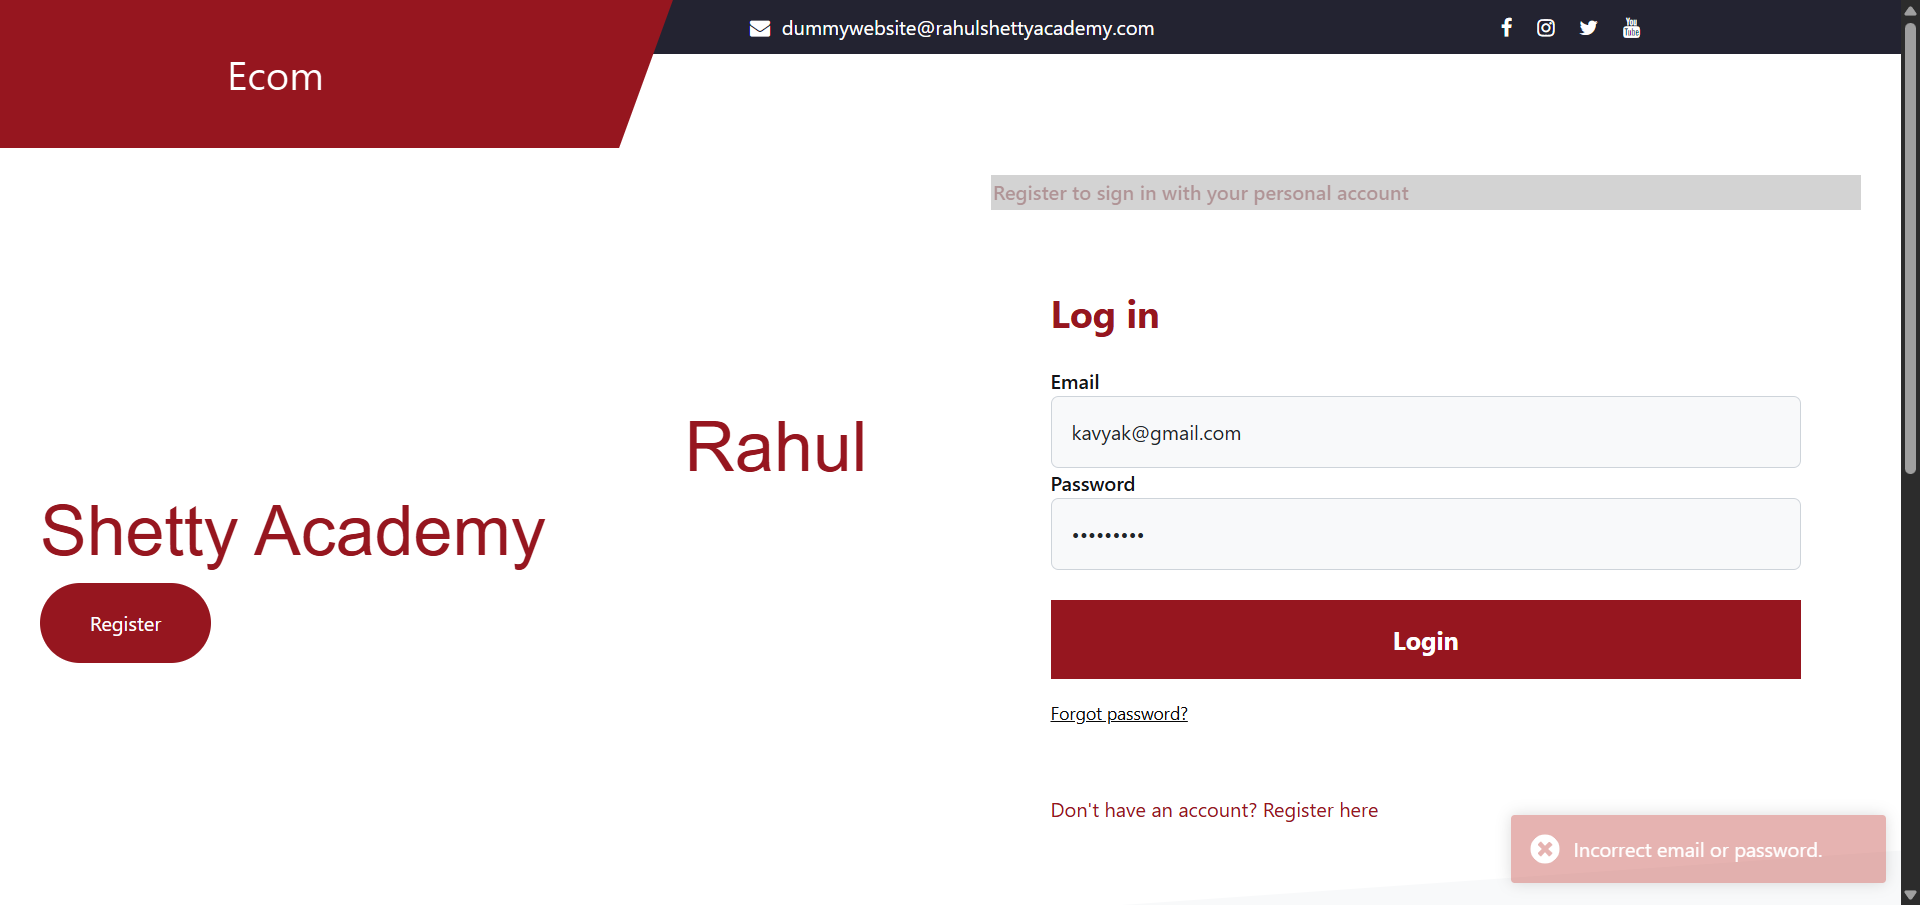 dummywebsite@rahulshettyacademy.com
Ecom
Register to sign in with your personal account
Rahul
Shetty Academy
Register
Log in
Email
kavyak@gmail.com
Password
•••••••••
Login
Forgot password?
Don't have an account? Register here
Incorrect email or password.